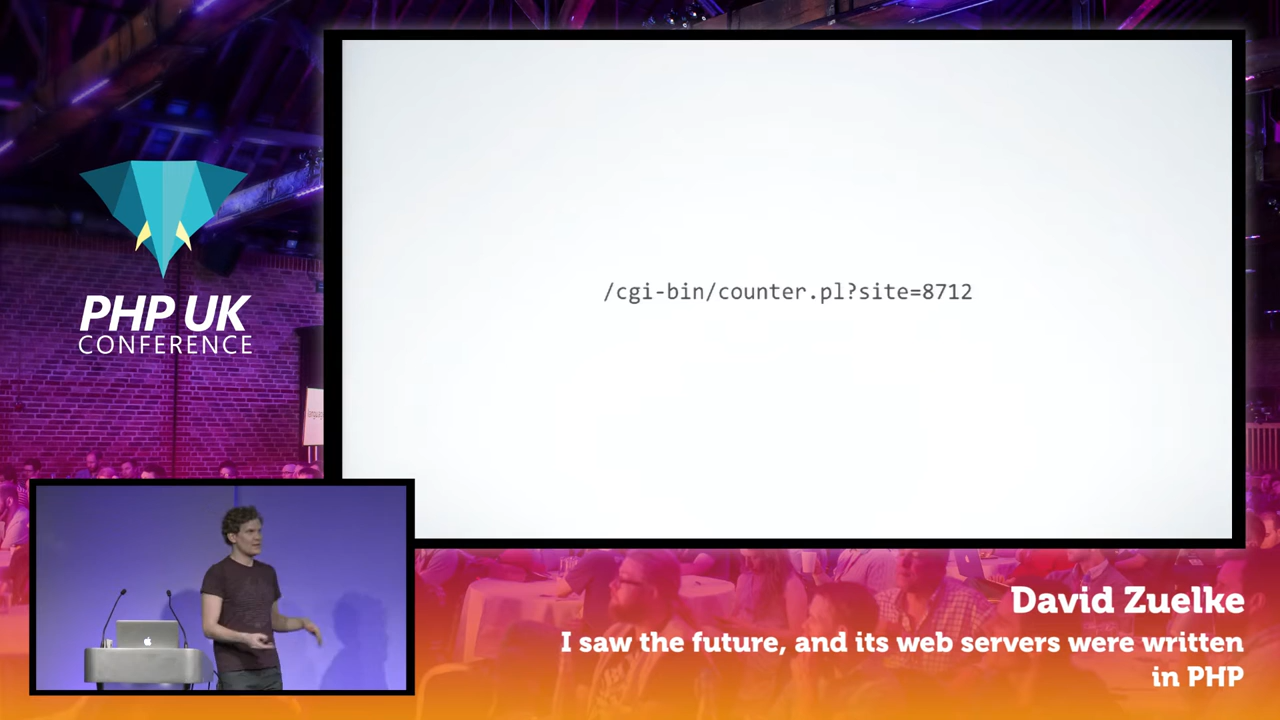 /cgi-bin/counter.pl?site=8712
PHP UK
CONFERENCE
David Zuelke
I saw the future, and its web servers were written
in PHP